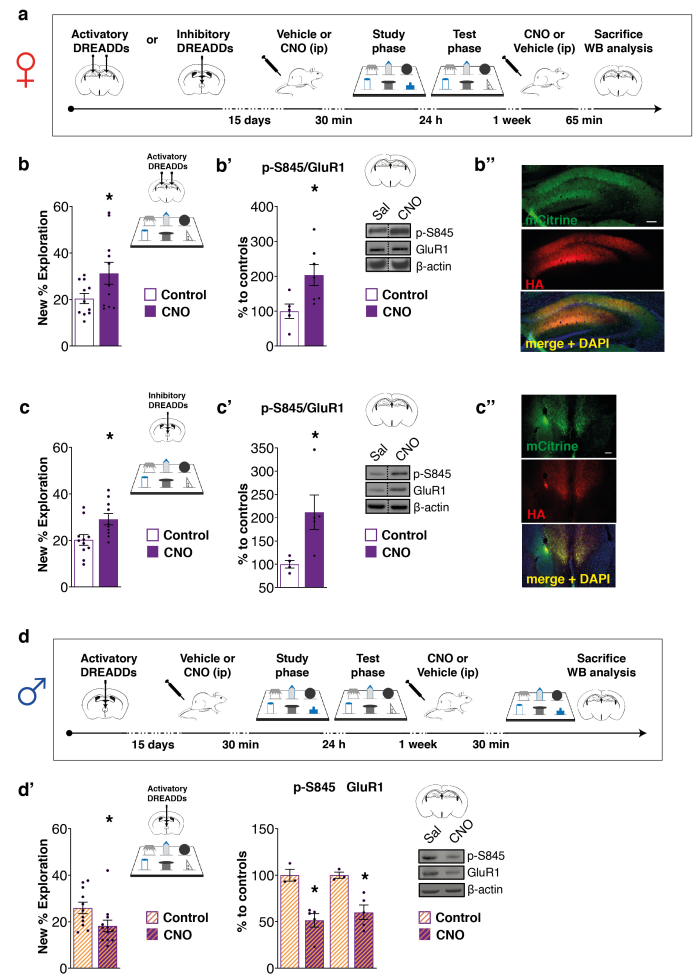 a
Activatory
DREADDs
or
Inhibitory
DREADDs
Vehicle or
CNO (ip)
Study
phase
Test
phase
CNO or
Vehicle (ip)
Sacrifice
WB analysis
♀
15 days
30 min
24 h
1 week
65 min
b
Activatory
DREADDs
New % Exploration
60
40
20
0
*
Control
CNO
b'
p-S845/GluR1
% to controls
400
300
200
100
0
*
Sal
CNO
p-S845
GluR1
β-actin
Control
CNO
b''
mCitrine
HA
merge + DAPI
c
Inhibitory
DREADDs
New % Exploration
60
40
20
0
*
Control
CNO
c'
p-S845/GluR1
% to controls
350
300
250
200
150
100
50
*
Sal
CNO
p-S845
GluR1
β-actin
Control
CNO
c''
mCitrine
HA
merge + DAPI
d
Activatory
DREADDs
Vehicle or
CNO (ip)
Study
phase
Test
phase
CNO or
Vehicle (ip)
Sacrifice
WB analysis
♂
15 days
30 min
24 h
1 week
30 min
d'
Activatory
DREADDs
New % Exploration
60
40
20
0
*
Control
CNO
p-S845 GluR1
% to controls
150
100
50
0
*
*
Sal
CNO
p-S845
GluR1
β-actin
Control
CNO